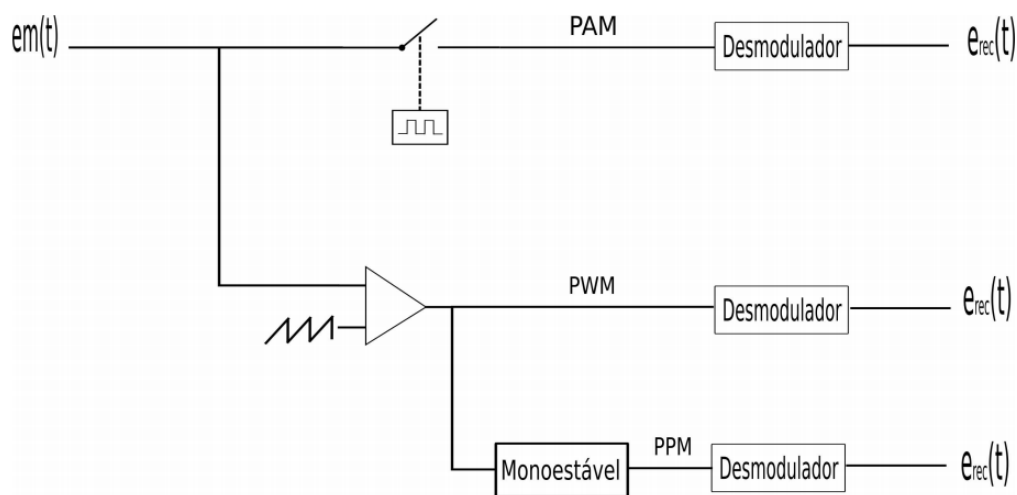 em(t)
PAM
Desmodulador
erec(t)
PWM
Desmodulador
erec(t)
Monoestável
PPM
Desmodulador
erec(t)